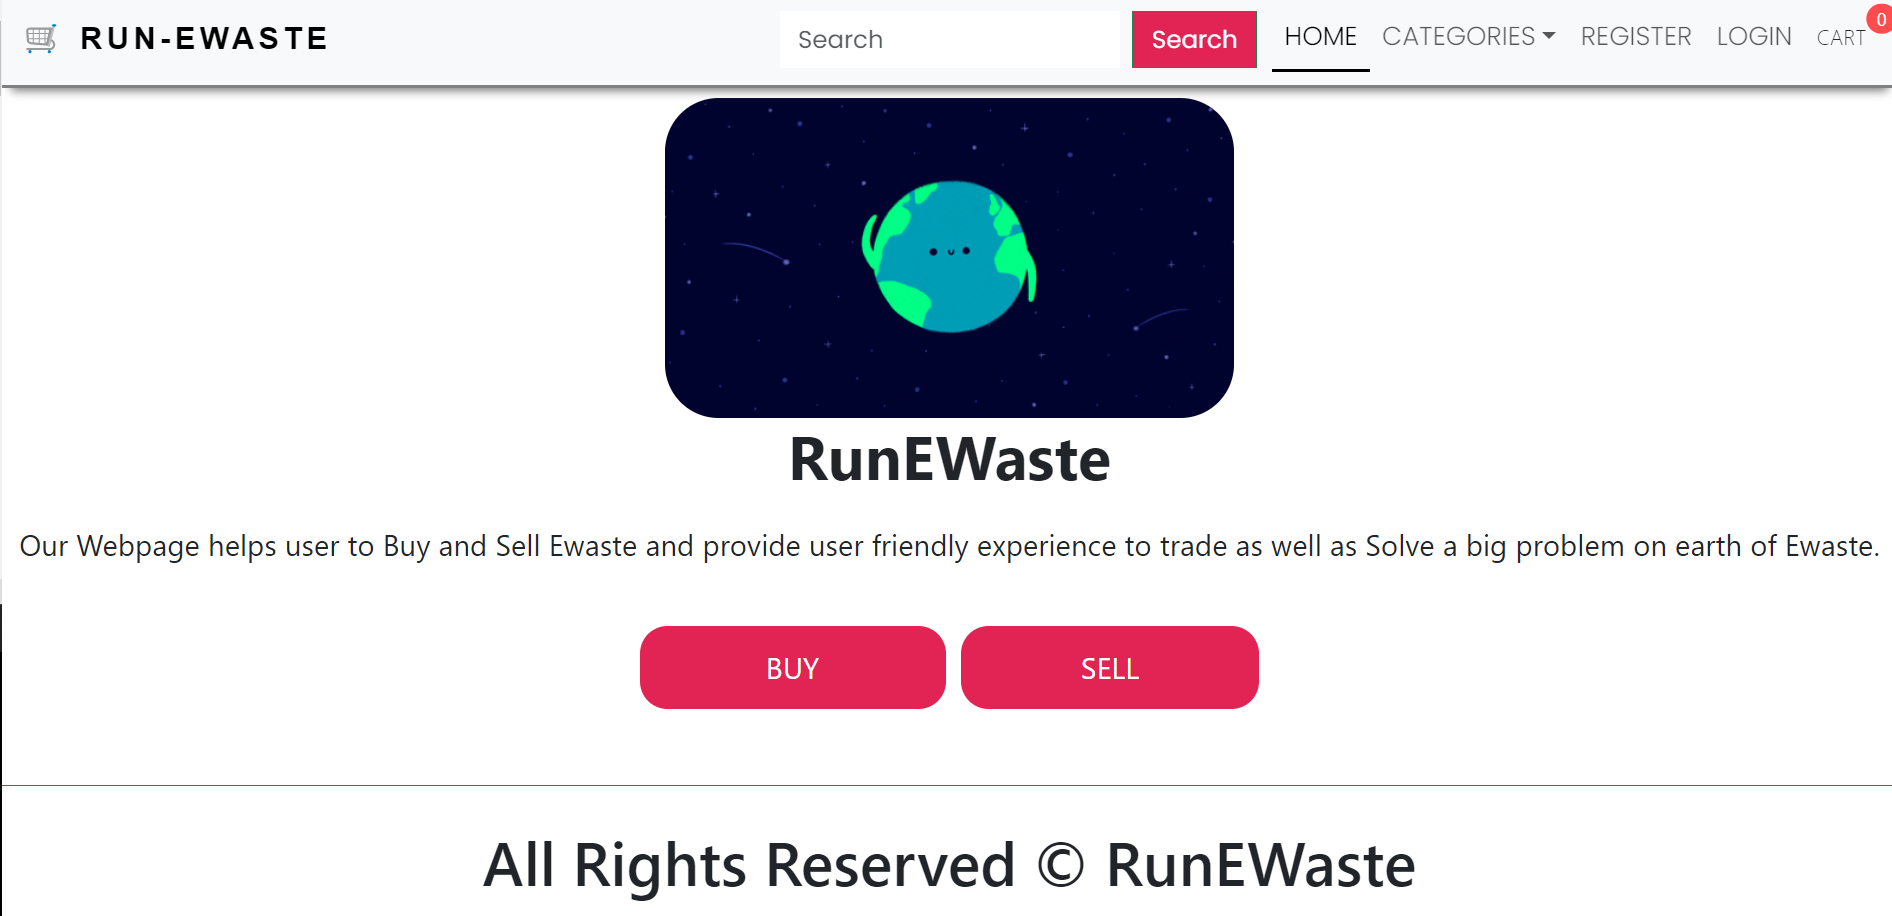 RUN-EWASTE
Search Search HOME CATEGORIES REGISTER LOGIN CART 0
RunEWaste
Our Webpage helps user to Buy and Sell Ewaste and provide user friendly experience to trade as well as Solve a big problem on earth of Ewaste.
BUY SELL
All Rights Reserved © RunEWaste